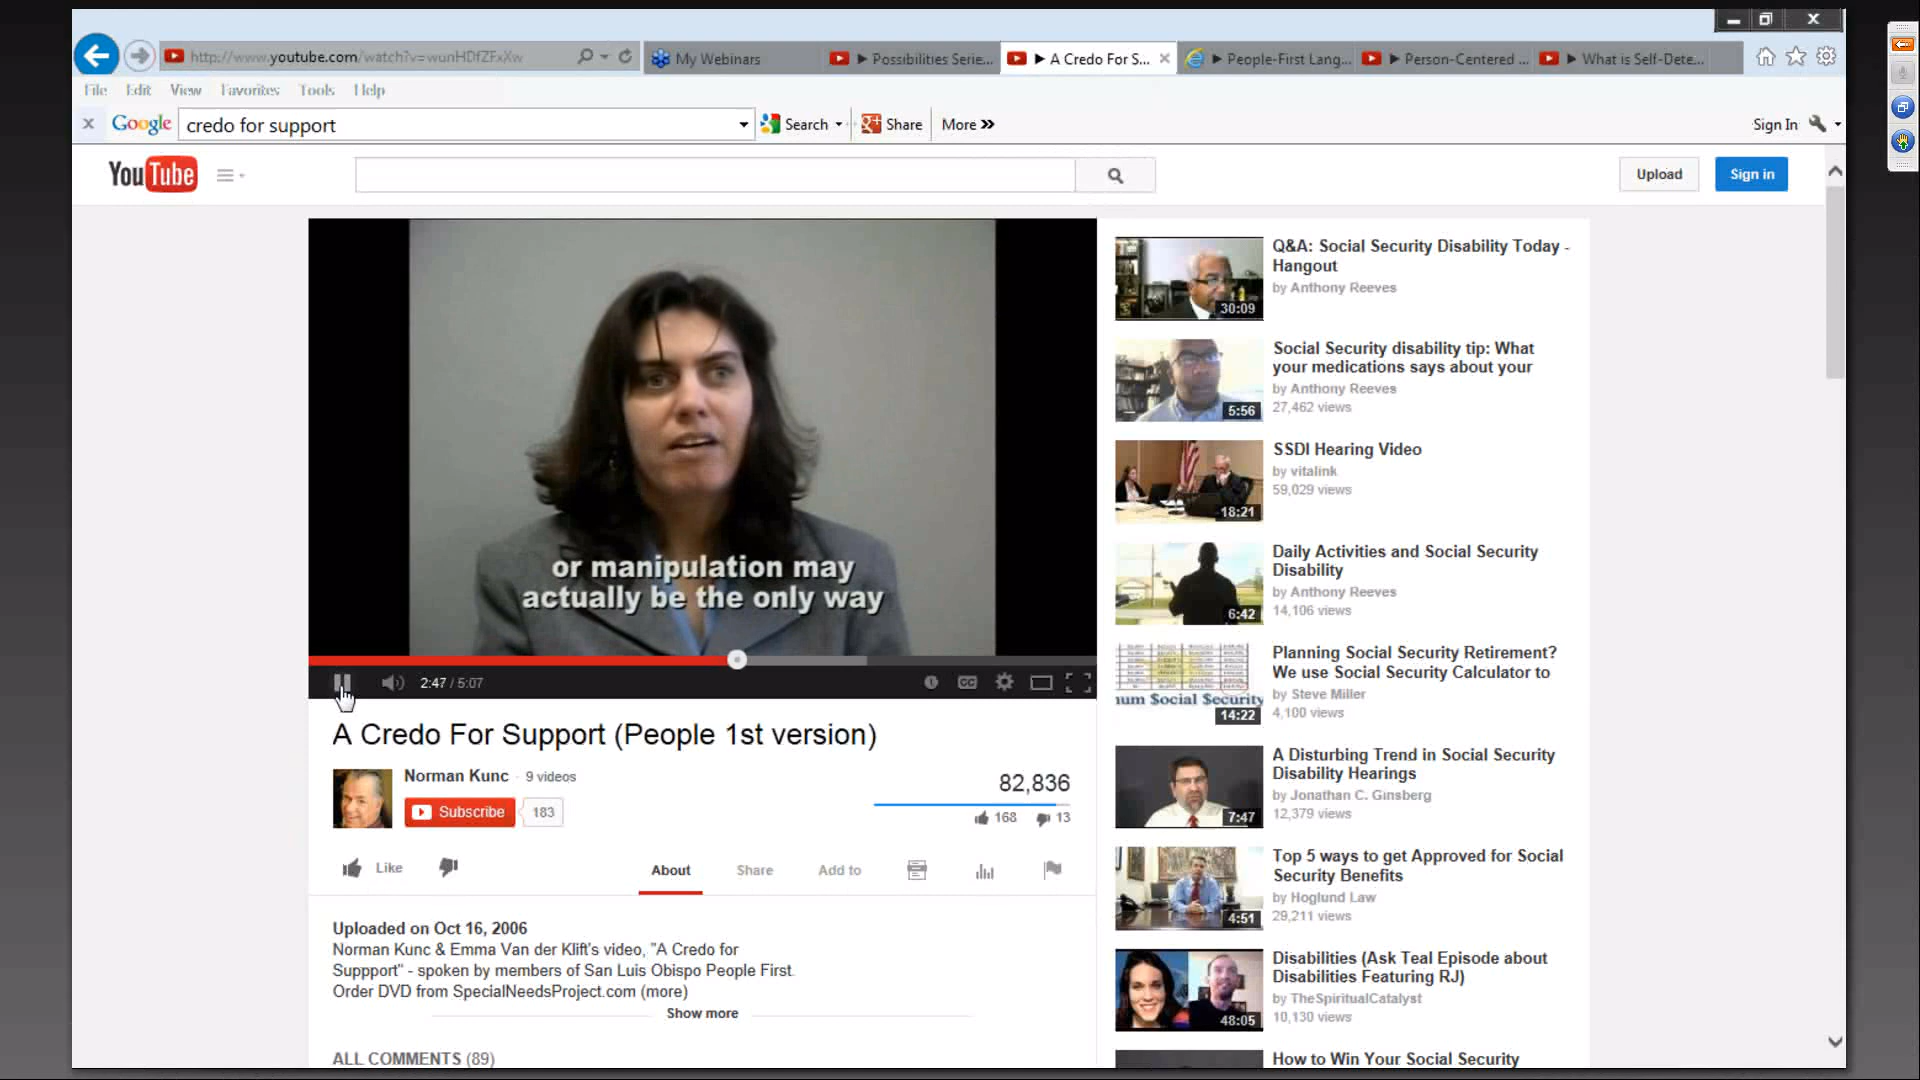 http://www.youtube.com/watch?v=wunHDfZFxXw
My Webinars
Possibilities Serie...
A Credo For S...
People-First Lang...
Person-Centered ...
What is Self-Dete...
File Edit View Favorites Tools Help
Google credo for support Search Share More »
Sign In
YouTube
Upload
Sign in
or manipulation may
actually be the only way
2:47 / 5:07
CC
A Credo For Support (People 1st version)
Norman Kunc · 9 videos
Subscribe 183
82,836
168 13
Like
About Share Add to
Uploaded on Oct 16, 2006
Norman Kunc & Emma Van der Klift's video, "A Credo for
Suppport" - spoken by members of San Luis Obispo People First.
Order DVD from SpecialNeedsProject.com (more)
Show more
ALL COMMENTS (89)
Q&A: Social Security Disability Today -
Hangout
by Anthony Reeves
30:09
Social Security disability tip: What
your medications says about your
by Anthony Reeves
27,462 views
5:56
SSDI Hearing Video
by vitalink
59,029 views
18:21
Daily Activities and Social Security
Disability
by Anthony Reeves
14,106 views
6:42
Planning Social Security Retirement?
We use Social Security Calculator to
by Steve Miller
4,100 views
num Social Security
14:22
A Disturbing Trend in Social Security
Disability Hearings
by Jonathan C. Ginsberg
12,379 views
7:47
Top 5 ways to get Approved for Social
Security Benefits
by Hoglund Law
29,211 views
4:51
Disabilities (Ask Teal Episode about
Disabilities Featuring RJ)
by TheSpiritualCatalyst
10,130 views
48:05
How to Win Your Social Security